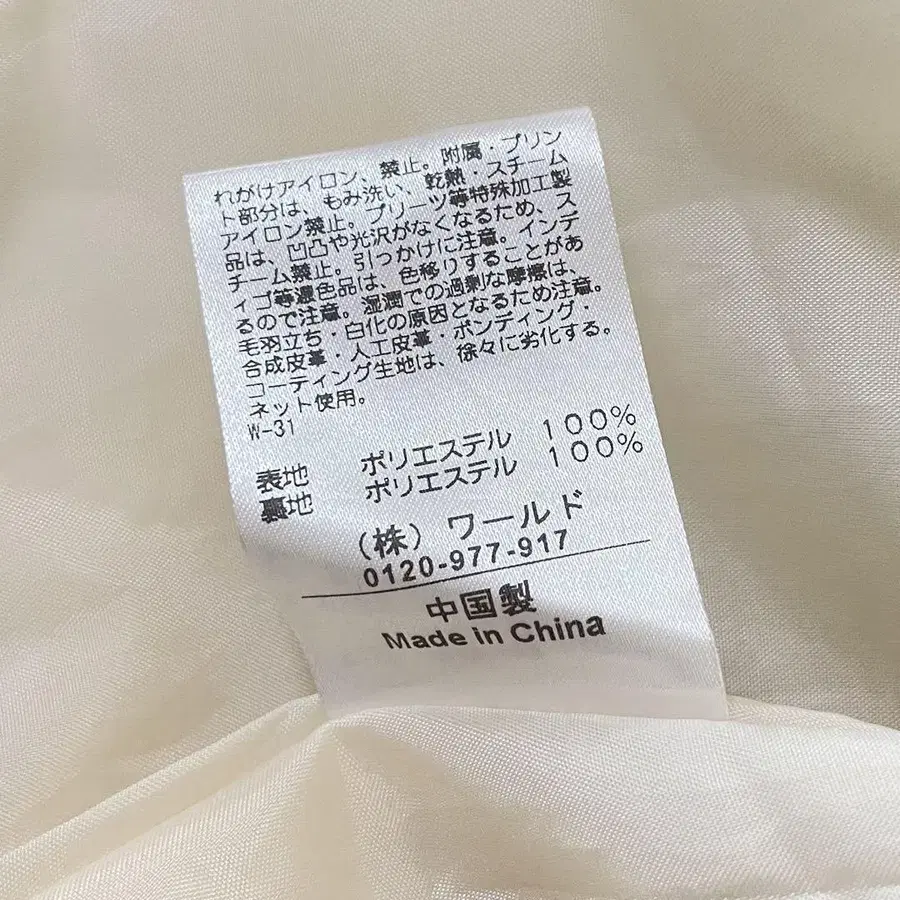 れがけアイロン、禁止。附属・プリン
ト部分は、もみ洗い、乾熱・スチーム
アイロン禁止。プリーツ等特殊加工製
品は、凹凸や光沢がなくなるため、ス
チーム禁止。引っかけに注意。インデ
ィゴ等濃色品は、色移りすることがあ
るので注意。湿潤での過剰な摩擦は、
毛羽立ち・白化の原因となるため注意。
合成皮革・人工皮革・ボンディング・
コーティング生地は、徐々に劣化する。
ネット使用。
W-31
表地 ポリエステル 100%
裏地 ポリエステル 100%
(株) ワールド
0120-977-917
中国製
Made in China